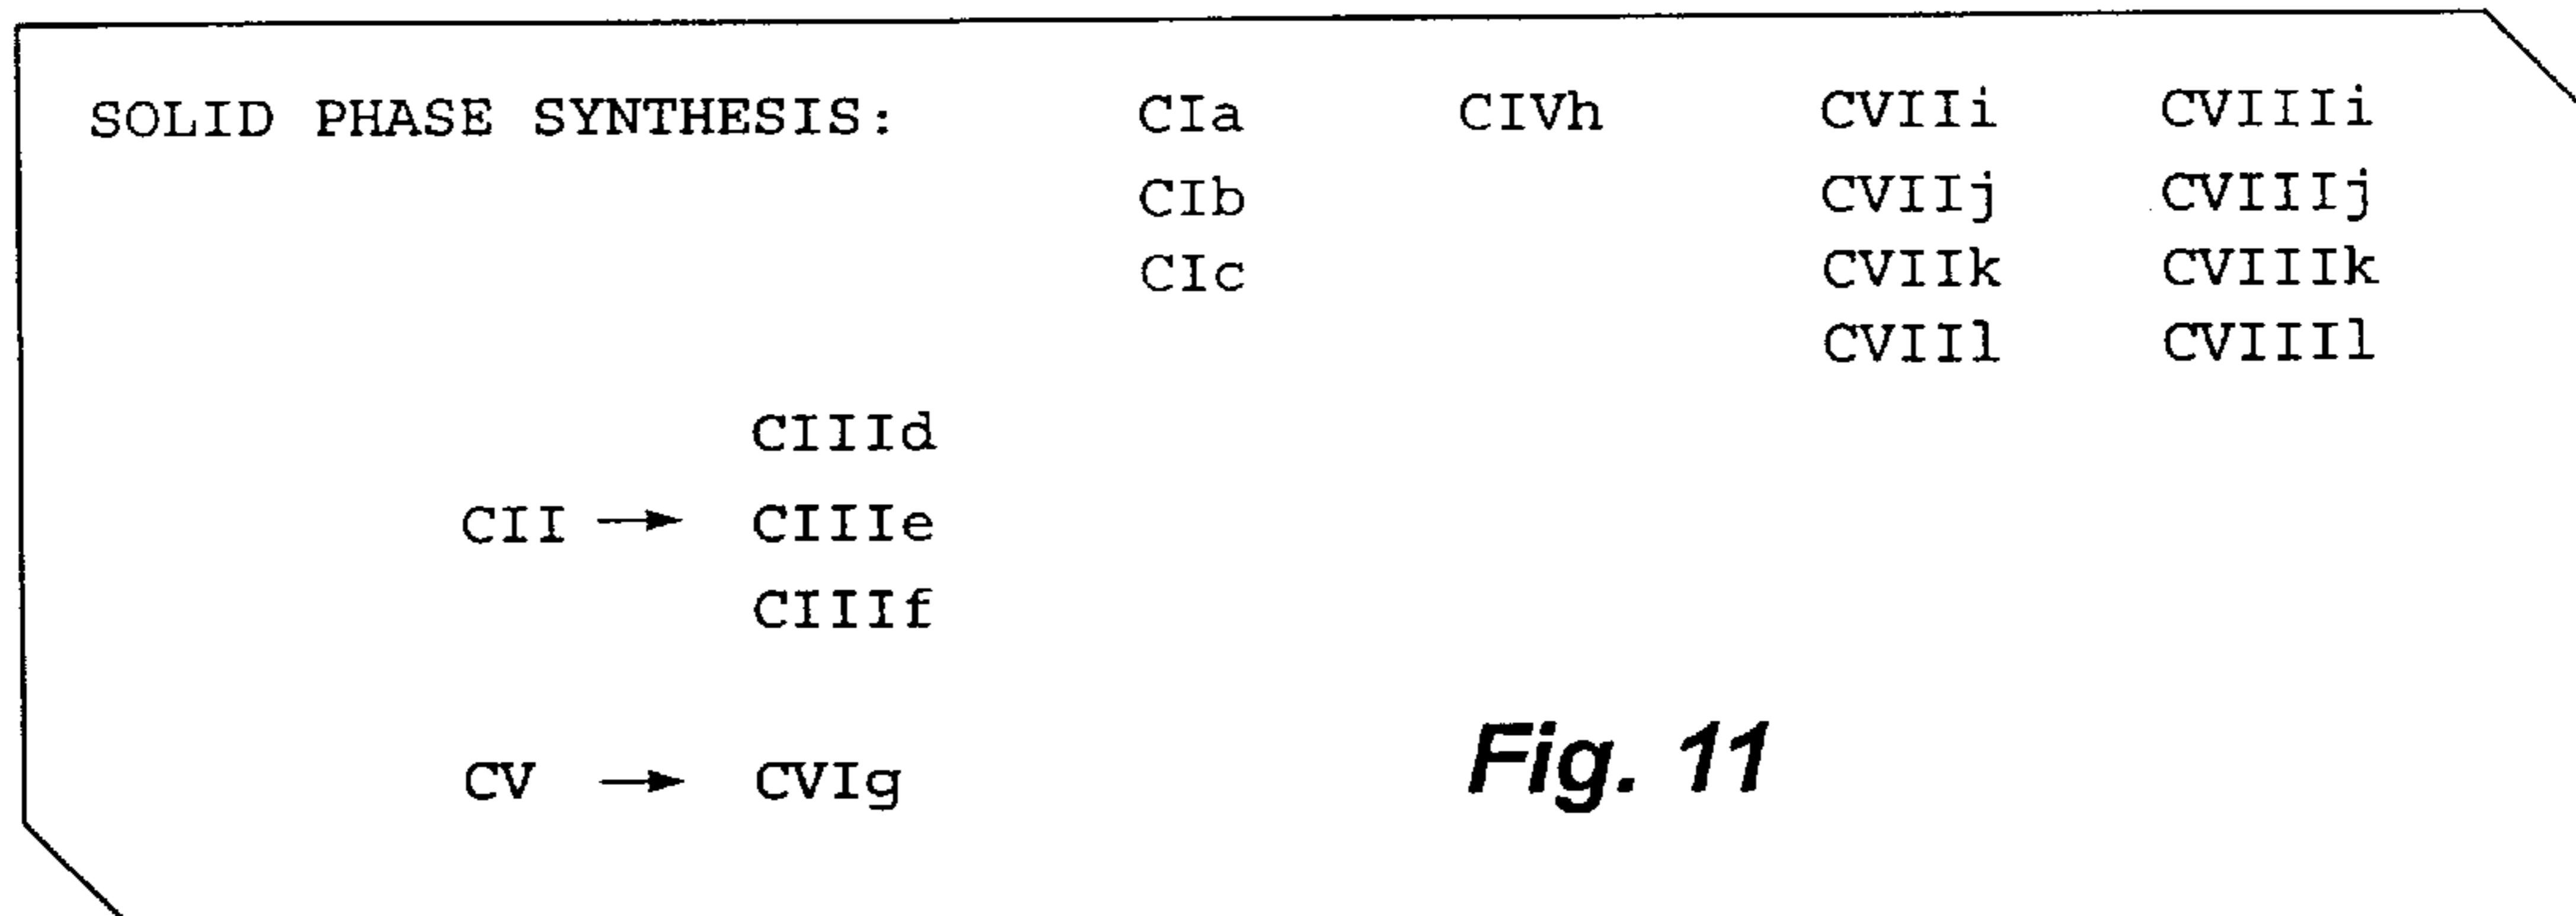 SOLID PHASE SYNTHESIS: CIa CIVh CVIIi CVIIIi
CIb CVIIj CVIIIj
CIc CVIIk CVIIIk
CVIIl CVIIIl
CIIId
CII → CIIIe
CIIIf
CV → CVIg
Fig. 11